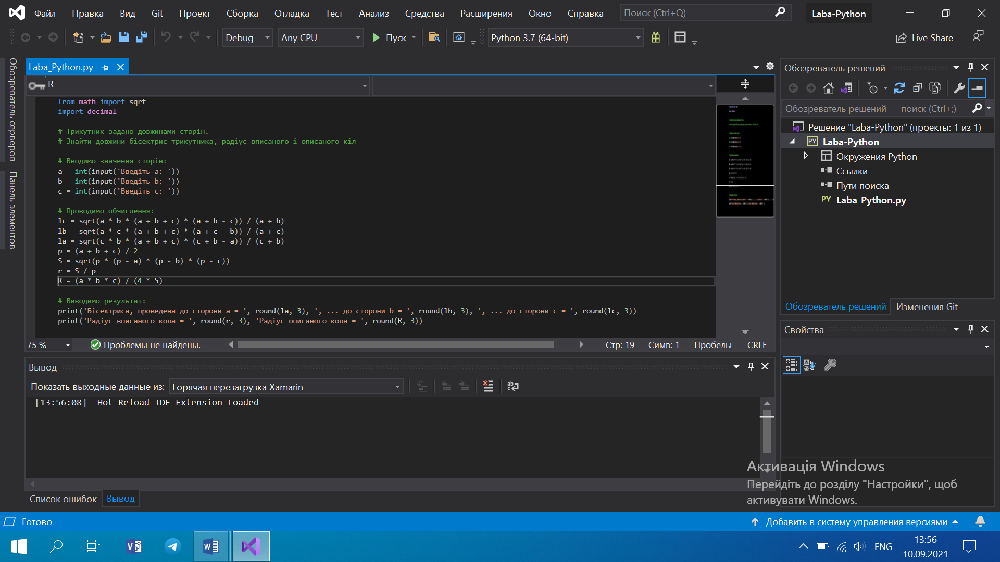 Файл Правка Вид Git Проект Сборка Отладка Тест Анализ Средства Расширения Окно Справка Поиск (Ctrl+Q) Laba-Python
Debug Any CPU Пуск Python 3.7 (64-bit) Live Share
Обозреватель серверов
Панель элементов
Laba_Python.py
R
from math import sqrt
import decimal
# Трикутник задано довжинами сторін.
# Знайти довжини бісектрис трикутника, радіус вписаного і описаного кіл
# Вводимо значення сторін:
a = int(input('Введіть a: '))
b = int(input('Введіть b: '))
c = int(input('Введіть c: '))
# Проводимо обчислення:
lc = sqrt(a * b * (a + b + c) * (a + b - c)) / (a + b)
lb = sqrt(a * c * (a + b + c) * (a + c - b)) / (a + c)
la = sqrt(c * b * (a + b + c) * (c + b - a)) / (c + b)
p = (a + b + c) / 2
S = sqrt(p * (p - a) * (p - b) * (p - c))
r = S / p
R = (a * b * c) / (4 * S)
# Виводимо результат:
print('Бісектриса, проведена до сторони a = ', round(la, 3), ', ... до сторони b = ', round(lb, 3), ', ... до сторони c = ', round(lc, 3))
print('Радіус вписаного кола = ', round(r, 3), 'Радіус описаного кола = ', round(R, 3))
75 % Проблемы не найдены. Стр: 19 Симв: 1 Пробелы CRLF
Вывод
Показать выходные данные из: Горячая перезагрузка Xamarin
[13:56:08] Hot Reload IDE Extension Loaded
Список ошибок Вывод
Обозреватель решений
Обозреватель решений — поиск (Ctrl+;)
Решение "Laba-Python" (проекты: 1 из 1)
PY Laba-Python
Окружения Python
Ссылки
Пути поиска
PY Laba_Python.py
Обозреватель решений Изменения Git
Свойства
Активація Windows
Перейдіть до розділу "Настройки", щоб
активувати Windows.
Готово Добавить в систему управления версиями
ENG 13:56
10.09.2021